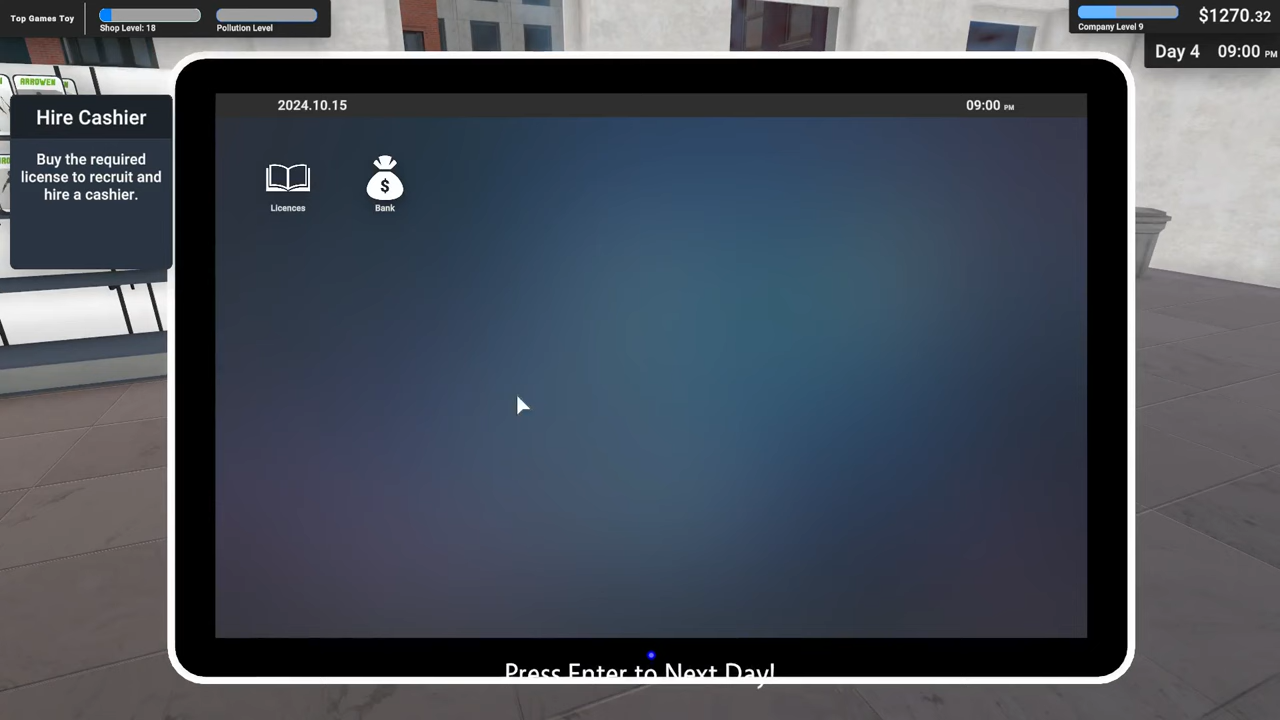 Top Games Toy
Shop Level: 18
Pollution Level
Company Level 9
$1270.32
Day 4 09:00 PM
ARROWEN
Hire Cashier
Buy the required
license to recruit and
hire a cashier.
2024.10.15
09:00 PM
Licences
Bank
Press Enter to Next Day!